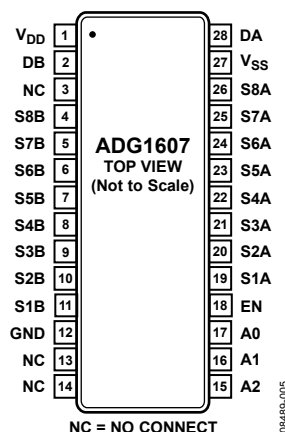 VDD 1 28 DA
DB 2 27 VSS
NC 3 26 S8A
S8B 4 25 S7A
S7B 5 24 S6A
S6B 6 23 S5A
S5B 7 22 S4A
S4B 8 21 S3A
S3B 9 20 S2A
S2B 10 19 S1A
S1B 11 18 EN
GND 12 17 A0
NC 13 16 A1
NC 14 15 A2
ADG1607
TOP VIEW
(Not to Scale)
NC = NO CONNECT
08489-005